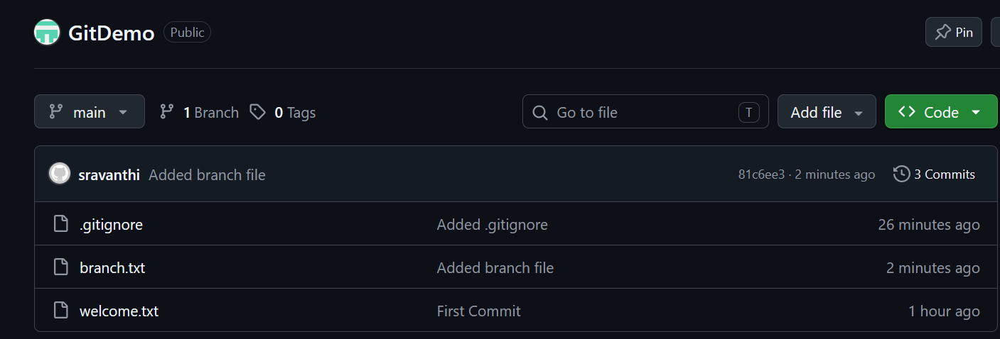 GitDemo Public Pin
main 1 Branch 0 Tags Go to file T Add file Code
sravanthi Added branch file 81c6ee3 · 2 minutes ago 3 Commits
.gitignore Added .gitignore 26 minutes ago
branch.txt Added branch file 2 minutes ago
welcome.txt First Commit 1 hour ago